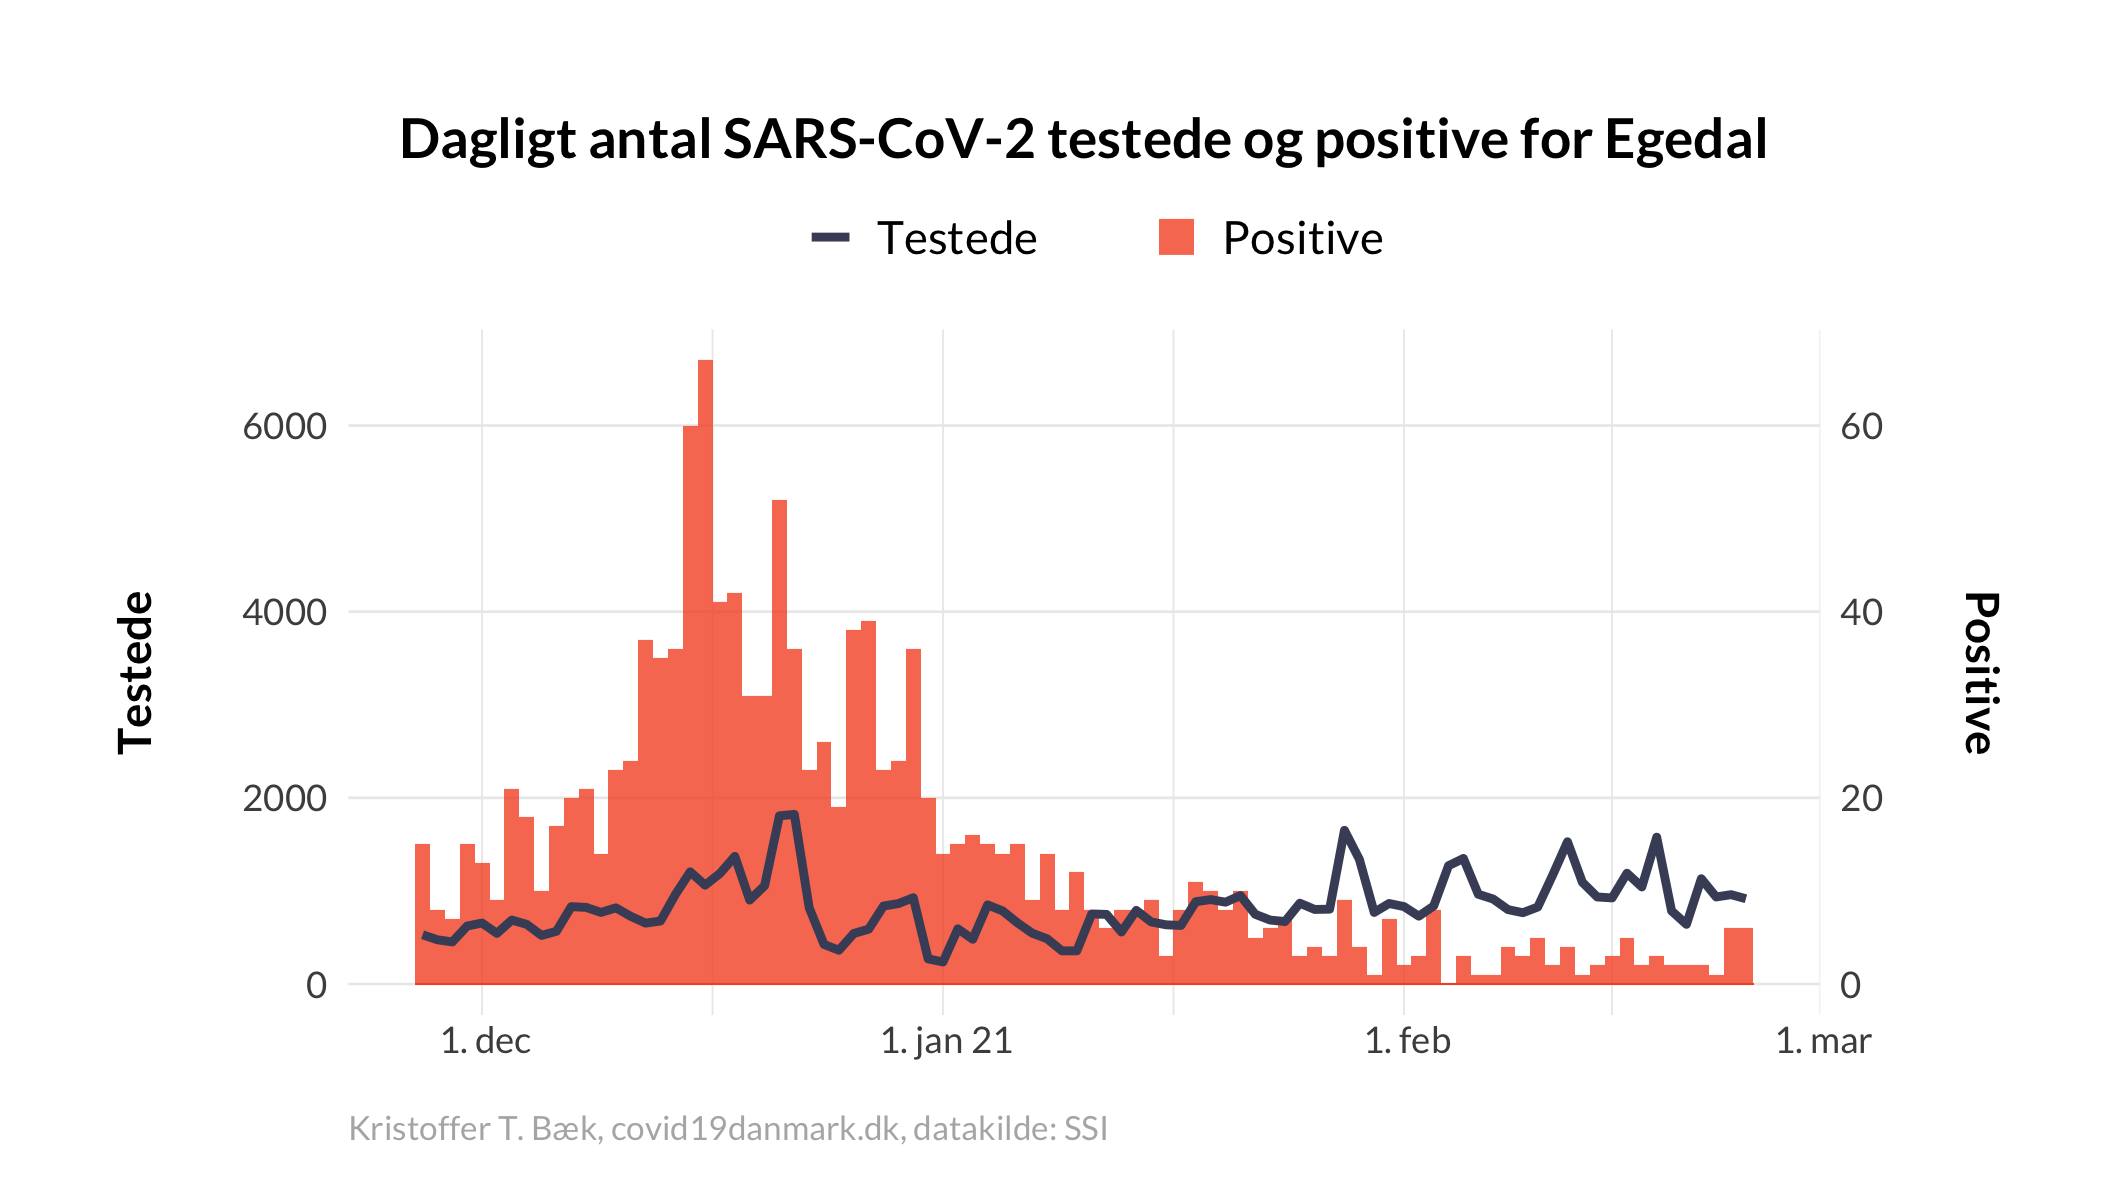 Dagligt antal SARS-CoV-2 testede og positive for Egedal
Testede Positive
Testede
6000
4000
2000
0
60
40
20
0
Positive
1. dec 1. jan 21 1. feb 1. mar
Kristoffer T. Bæk, covid19danmark.dk, datakilde: SSI